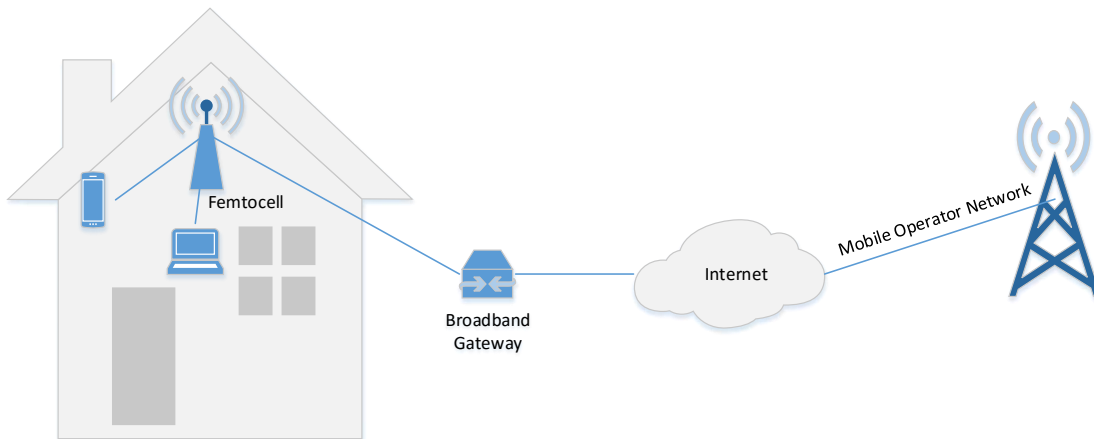 Femtocell
Broadband
Gateway
Internet
Mobile Operator Network